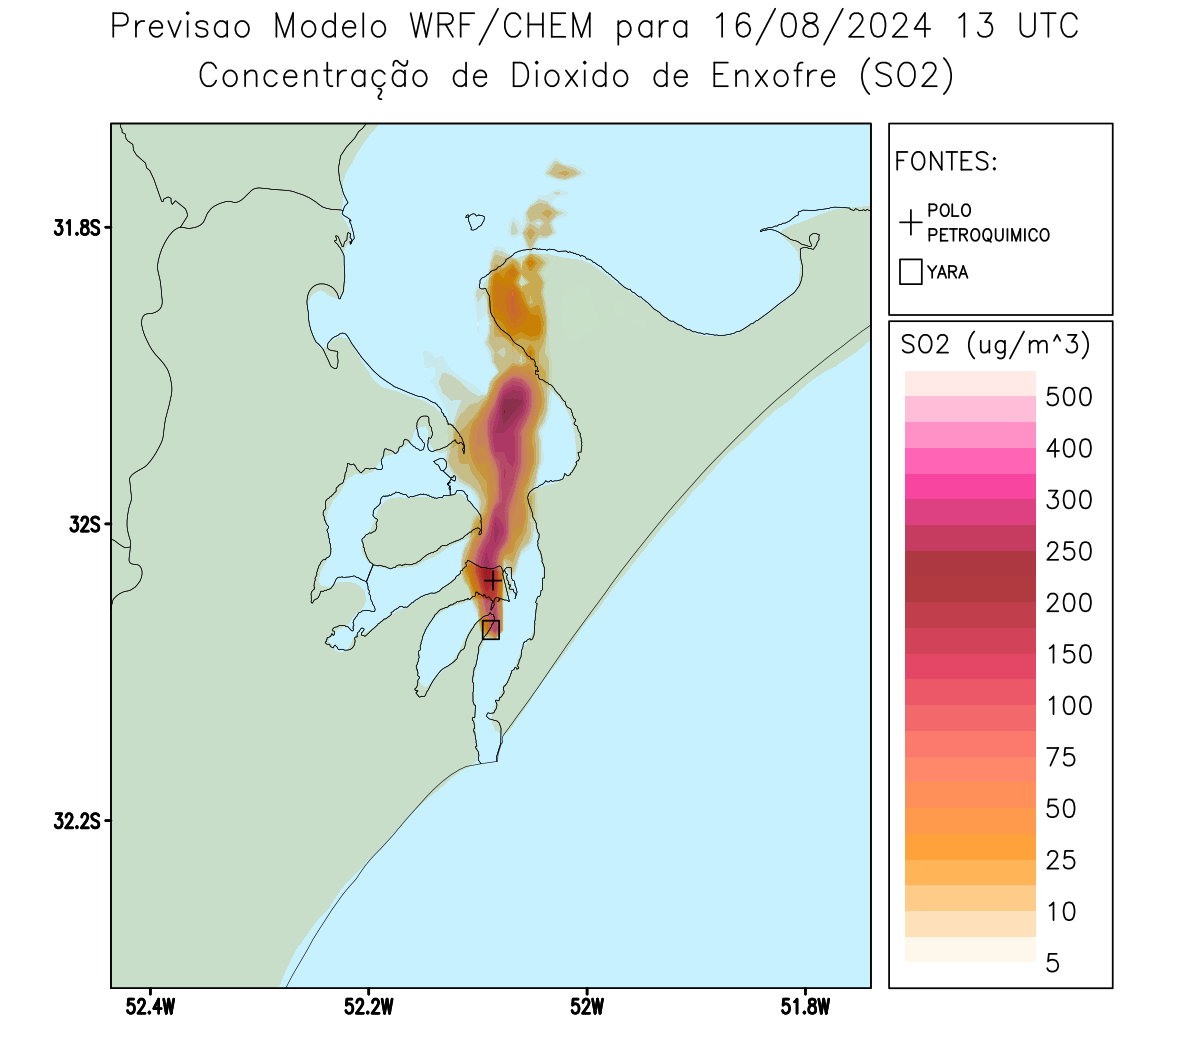 Previsao Modelo WRF/CHEM para 16/08/2024 13 UTC
Concentração de Dioxido de Enxofre (SO2)
FONTES:
POLO
PETROQUIMICO
YARA
SO2 (ug/m^3)
500
400
300
250
200
150
100
75
50
25
10
5
31.8S
32S
32.2S
52.4W
52.2W
52W
51.8W